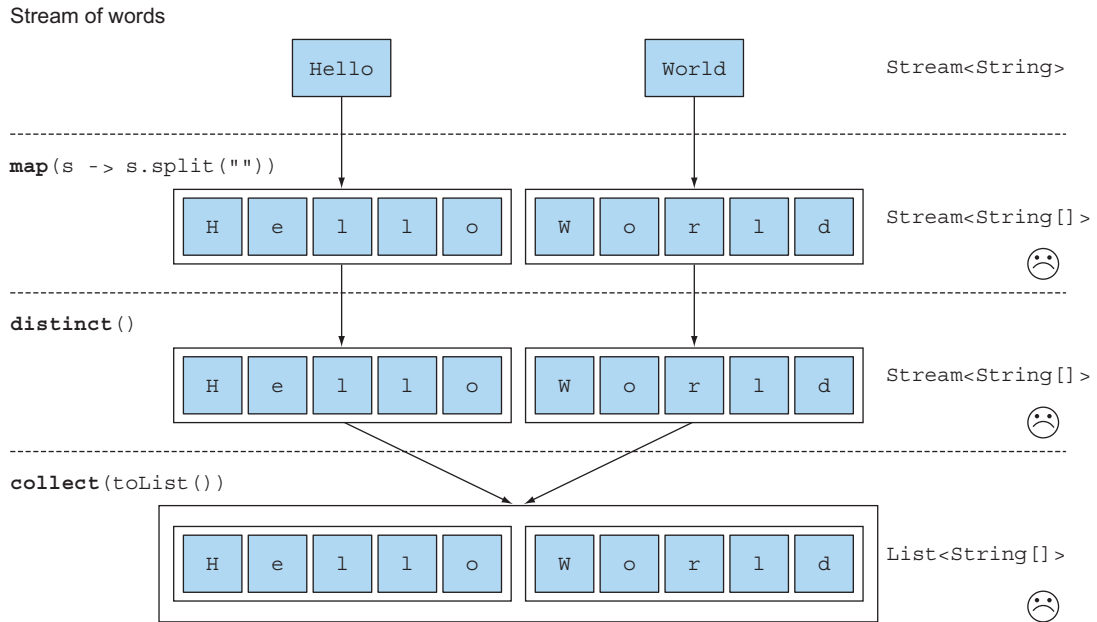 Stream of words
Hello World Stream<String>
map(s -> s.split(""))
H e l l o W o r l d Stream<String[]>
distinct()
H e l l o W o r l d Stream<String[]>
collect(toList())
H e l l o W o r l d List<String[]>